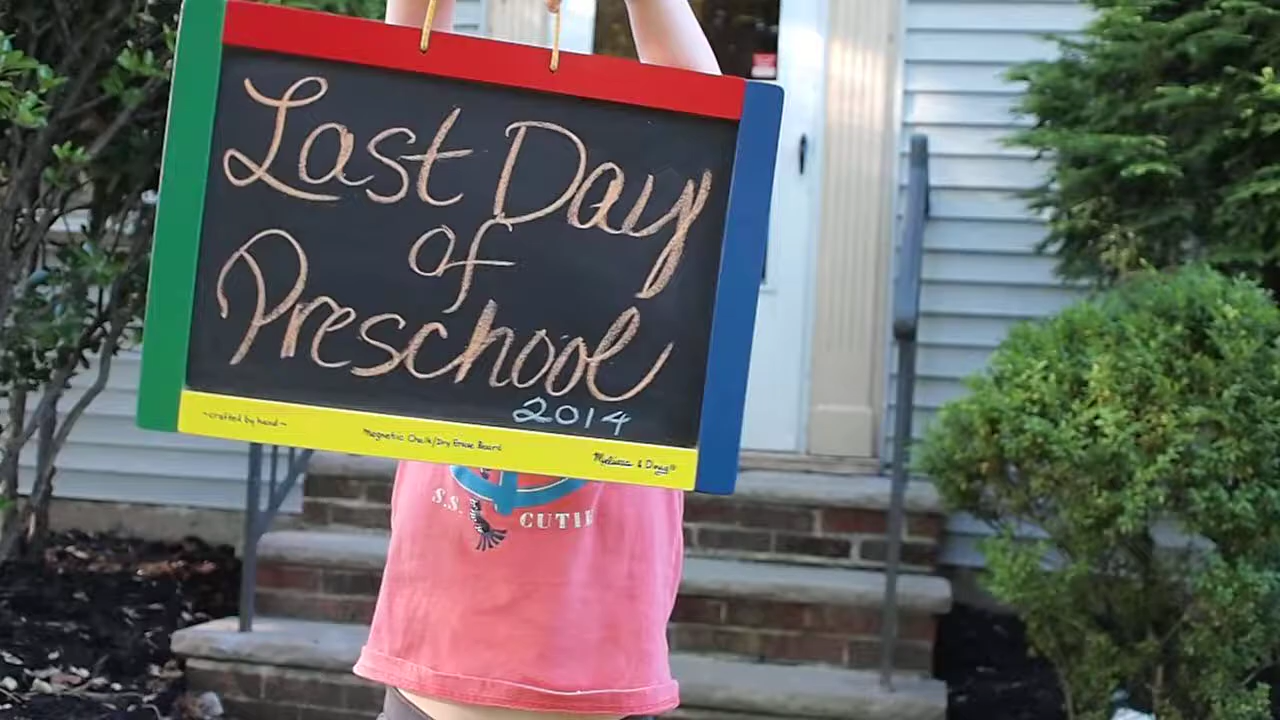 Last Day
of
Preschool
2014
~crafted by hand~
Magnetic Chalk/Dry Erase Board
Melissa & Doug®
S.S.
CUTIE